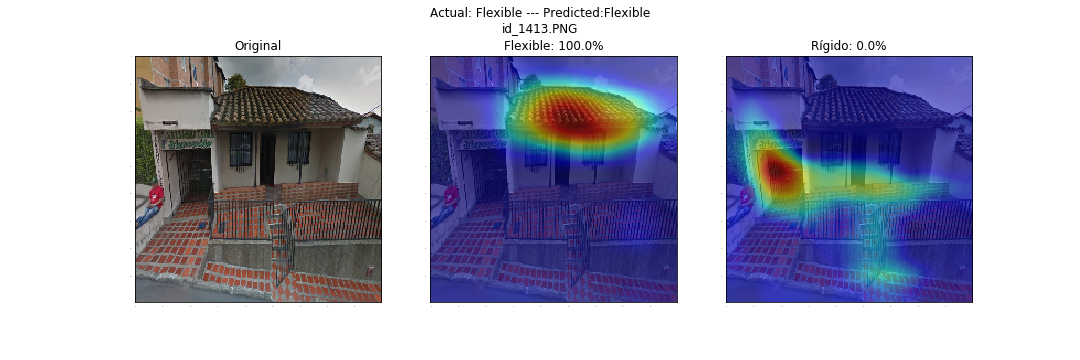 Actual: Flexible --- Predicted:Flexible
id_1413.PNG
Original
Flexible: 100.0%
Rígido: 0.0%